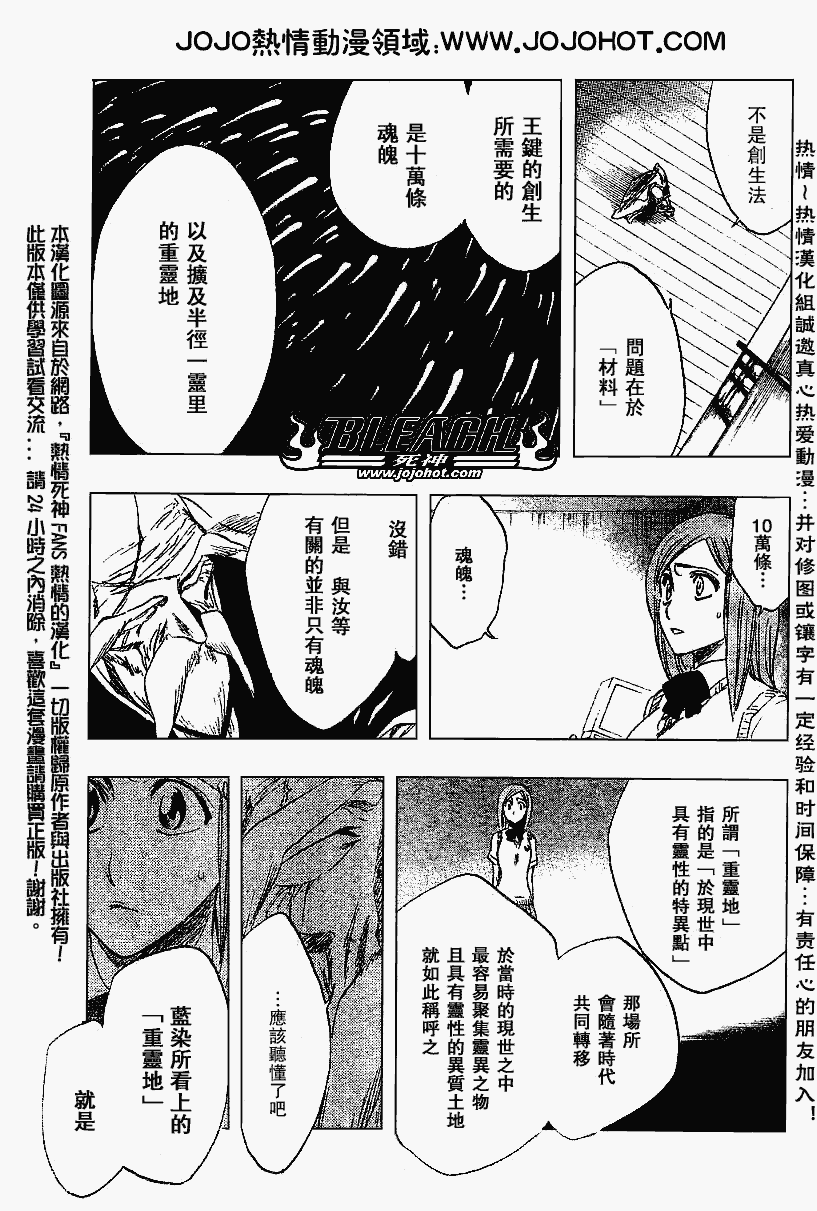 JOJO熱情動漫領域:WWW.JOJOHOT.COM
不是創生法
問題在於
「材料」
王鍵的創生
所需要的
是十萬條
魂魄
以及擴及半徑一靈里
的重靈地
BLEACH
死神
www.jojohot.com
10
萬條…
魂魄…
沒錯
但是 與汝等
有關的並非只有魂魄
所謂「重靈地」
指的是「於現世中
具有靈性的特異點」
那場所
會隨著時代
共同轉移
於當時的現世之中
最容易聚集靈異之物
且具有靈性的異質土地
就如此稱呼之
…應該聽懂了吧
藍染所看上的
「重靈地」
就是
热情~热情漢化組誠邀真心热爱動漫…并对修图或镶字有一定经验和时间保障…有责任心的朋友加入!
本漢化圖源來自於網路,『熱情死神 FANS 熱情的漢化』一切版權歸原作者與出版社擁有!
此版本僅供學習試看交流... 請 24 小時之內消除,喜歡這套漫畫請購買正版!謝謝。